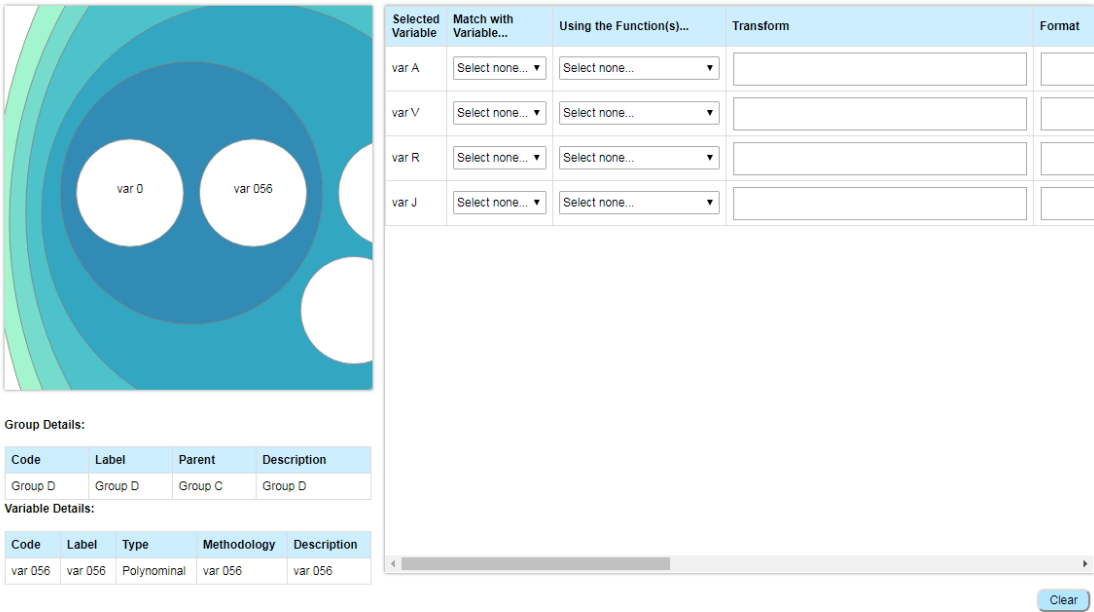 var 0
var 056
Group Details:
Code Label Parent Description
Group D Group D Group C Group D
Variable Details:
Code Label Type Methodology Description
var 056 var 056 Polynominal var 056 var 056
Selected Variable Match with Variable... Using the Function(s)... Transform Format
var A Select none... Select none...
var V Select none... Select none...
var R Select none... Select none...
var J Select none... Select none...
Clear